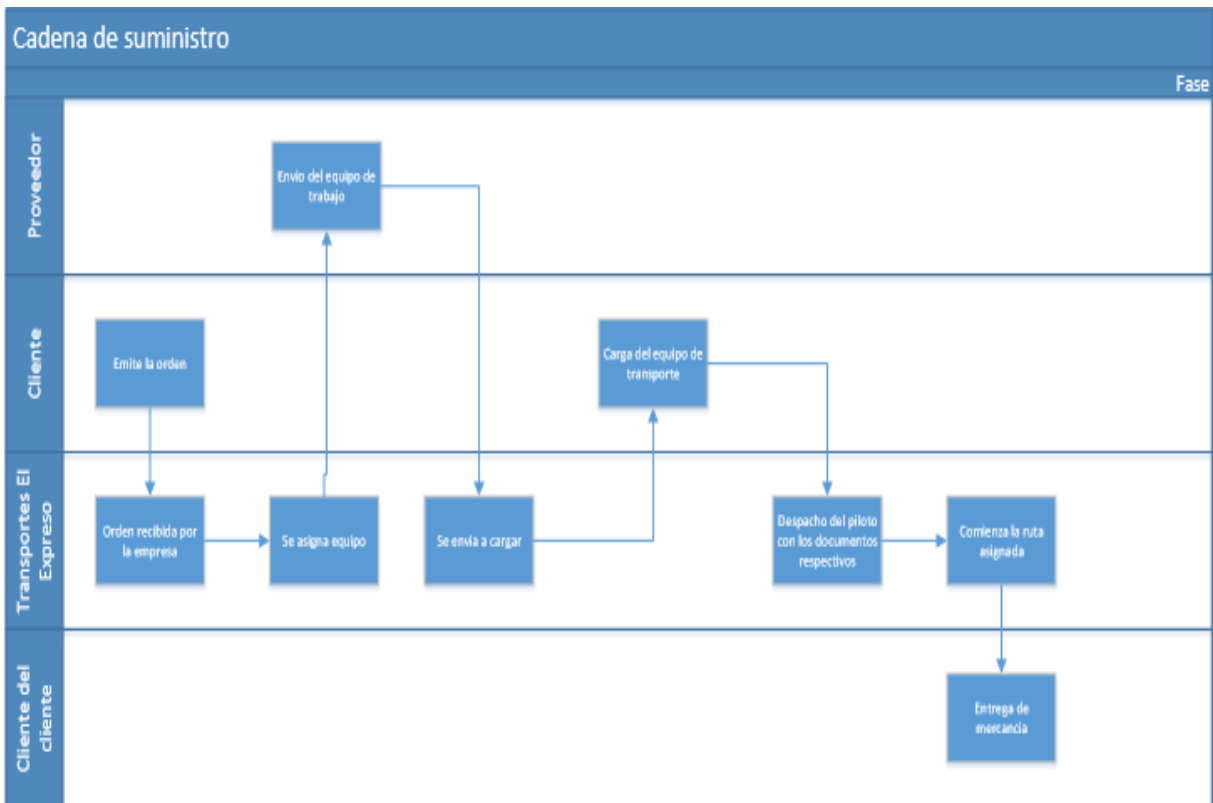 Cadena de suministro
Fase
Proveedor
Envio del equipo de
trabajo
Cliente
Emite la orden
Carga del equipo de
transporte
Transportes El
Expreso
Orden recibida por
la empresa
Se asigna equipo
Se envia a cargar
Despacho del piloto
con los documentos
respectivos
Comienza la ruta
asignada
Cliente del
cliente
Entrega de
mercancia